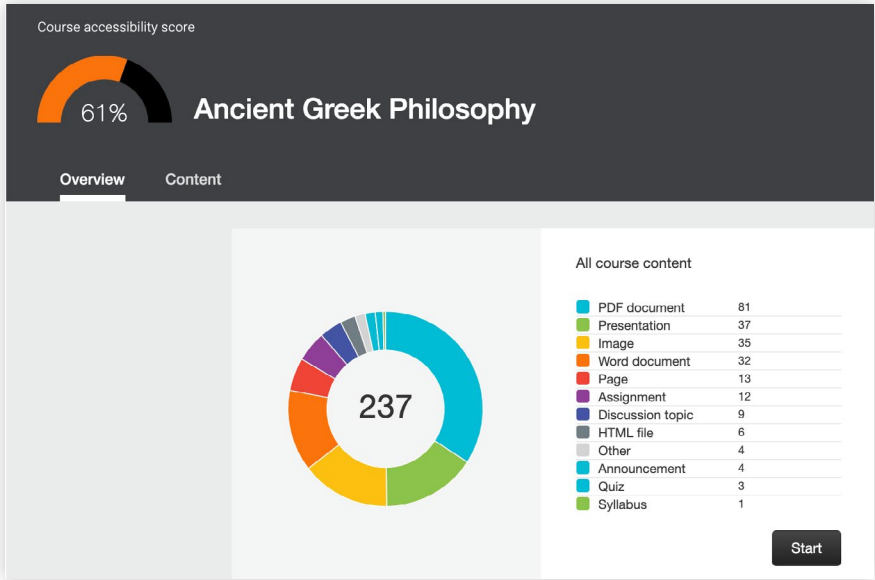 Course accessibility score
61%
Ancient Greek Philosophy
Overview Content
All course content
237
PDF document 81
Presentation 37
Image 35
Word document 32
Page 13
Assignment 12
Discussion topic 9
HTML file 6
Other 4
Announcement 4
Quiz 3
Syllabus 1
Start